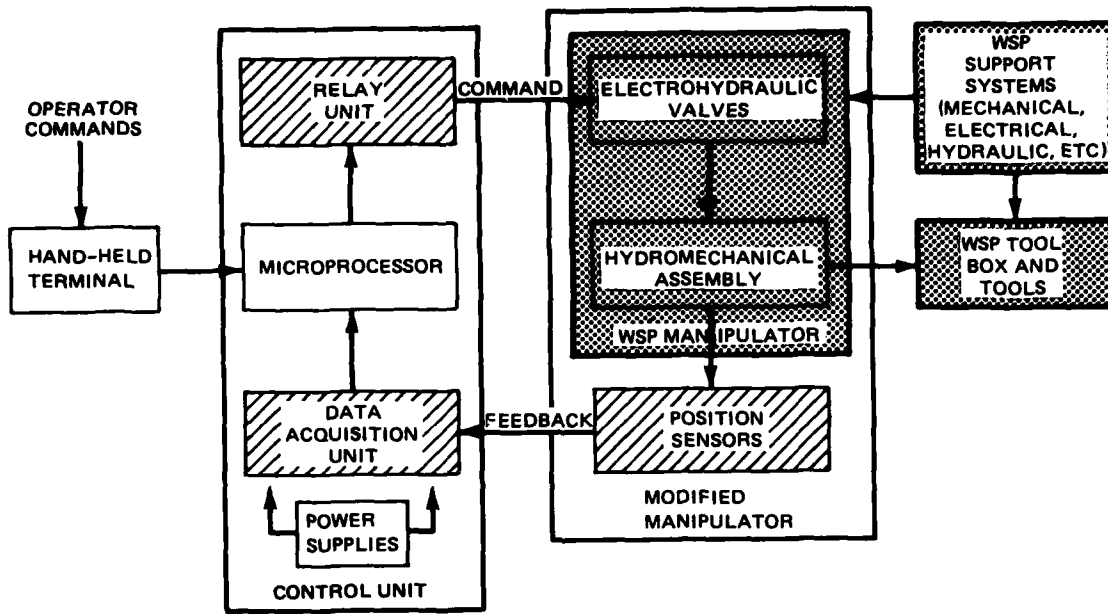 OPERATOR
COMMANDS
HAND-HELD
TERMINAL
RELAY
UNIT
MICROPROCESSOR
DATA
ACQUISITION
UNIT
POWER
SUPPLIES
CONTROL UNIT
COMMAND
FEEDBACK
ELECTROHYDRAULIC
VALVES
HYDROMECHANICAL
ASSEMBLY
WSP MANIPULATOR
POSITION
SENSORS
MODIFIED
MANIPULATOR
WSP
SUPPORT
SYSTEMS
(MECHANICAL,
ELECTRICAL,
HYDRAULIC, ETC)
WSP TOOL
BOX AND
TOOLS